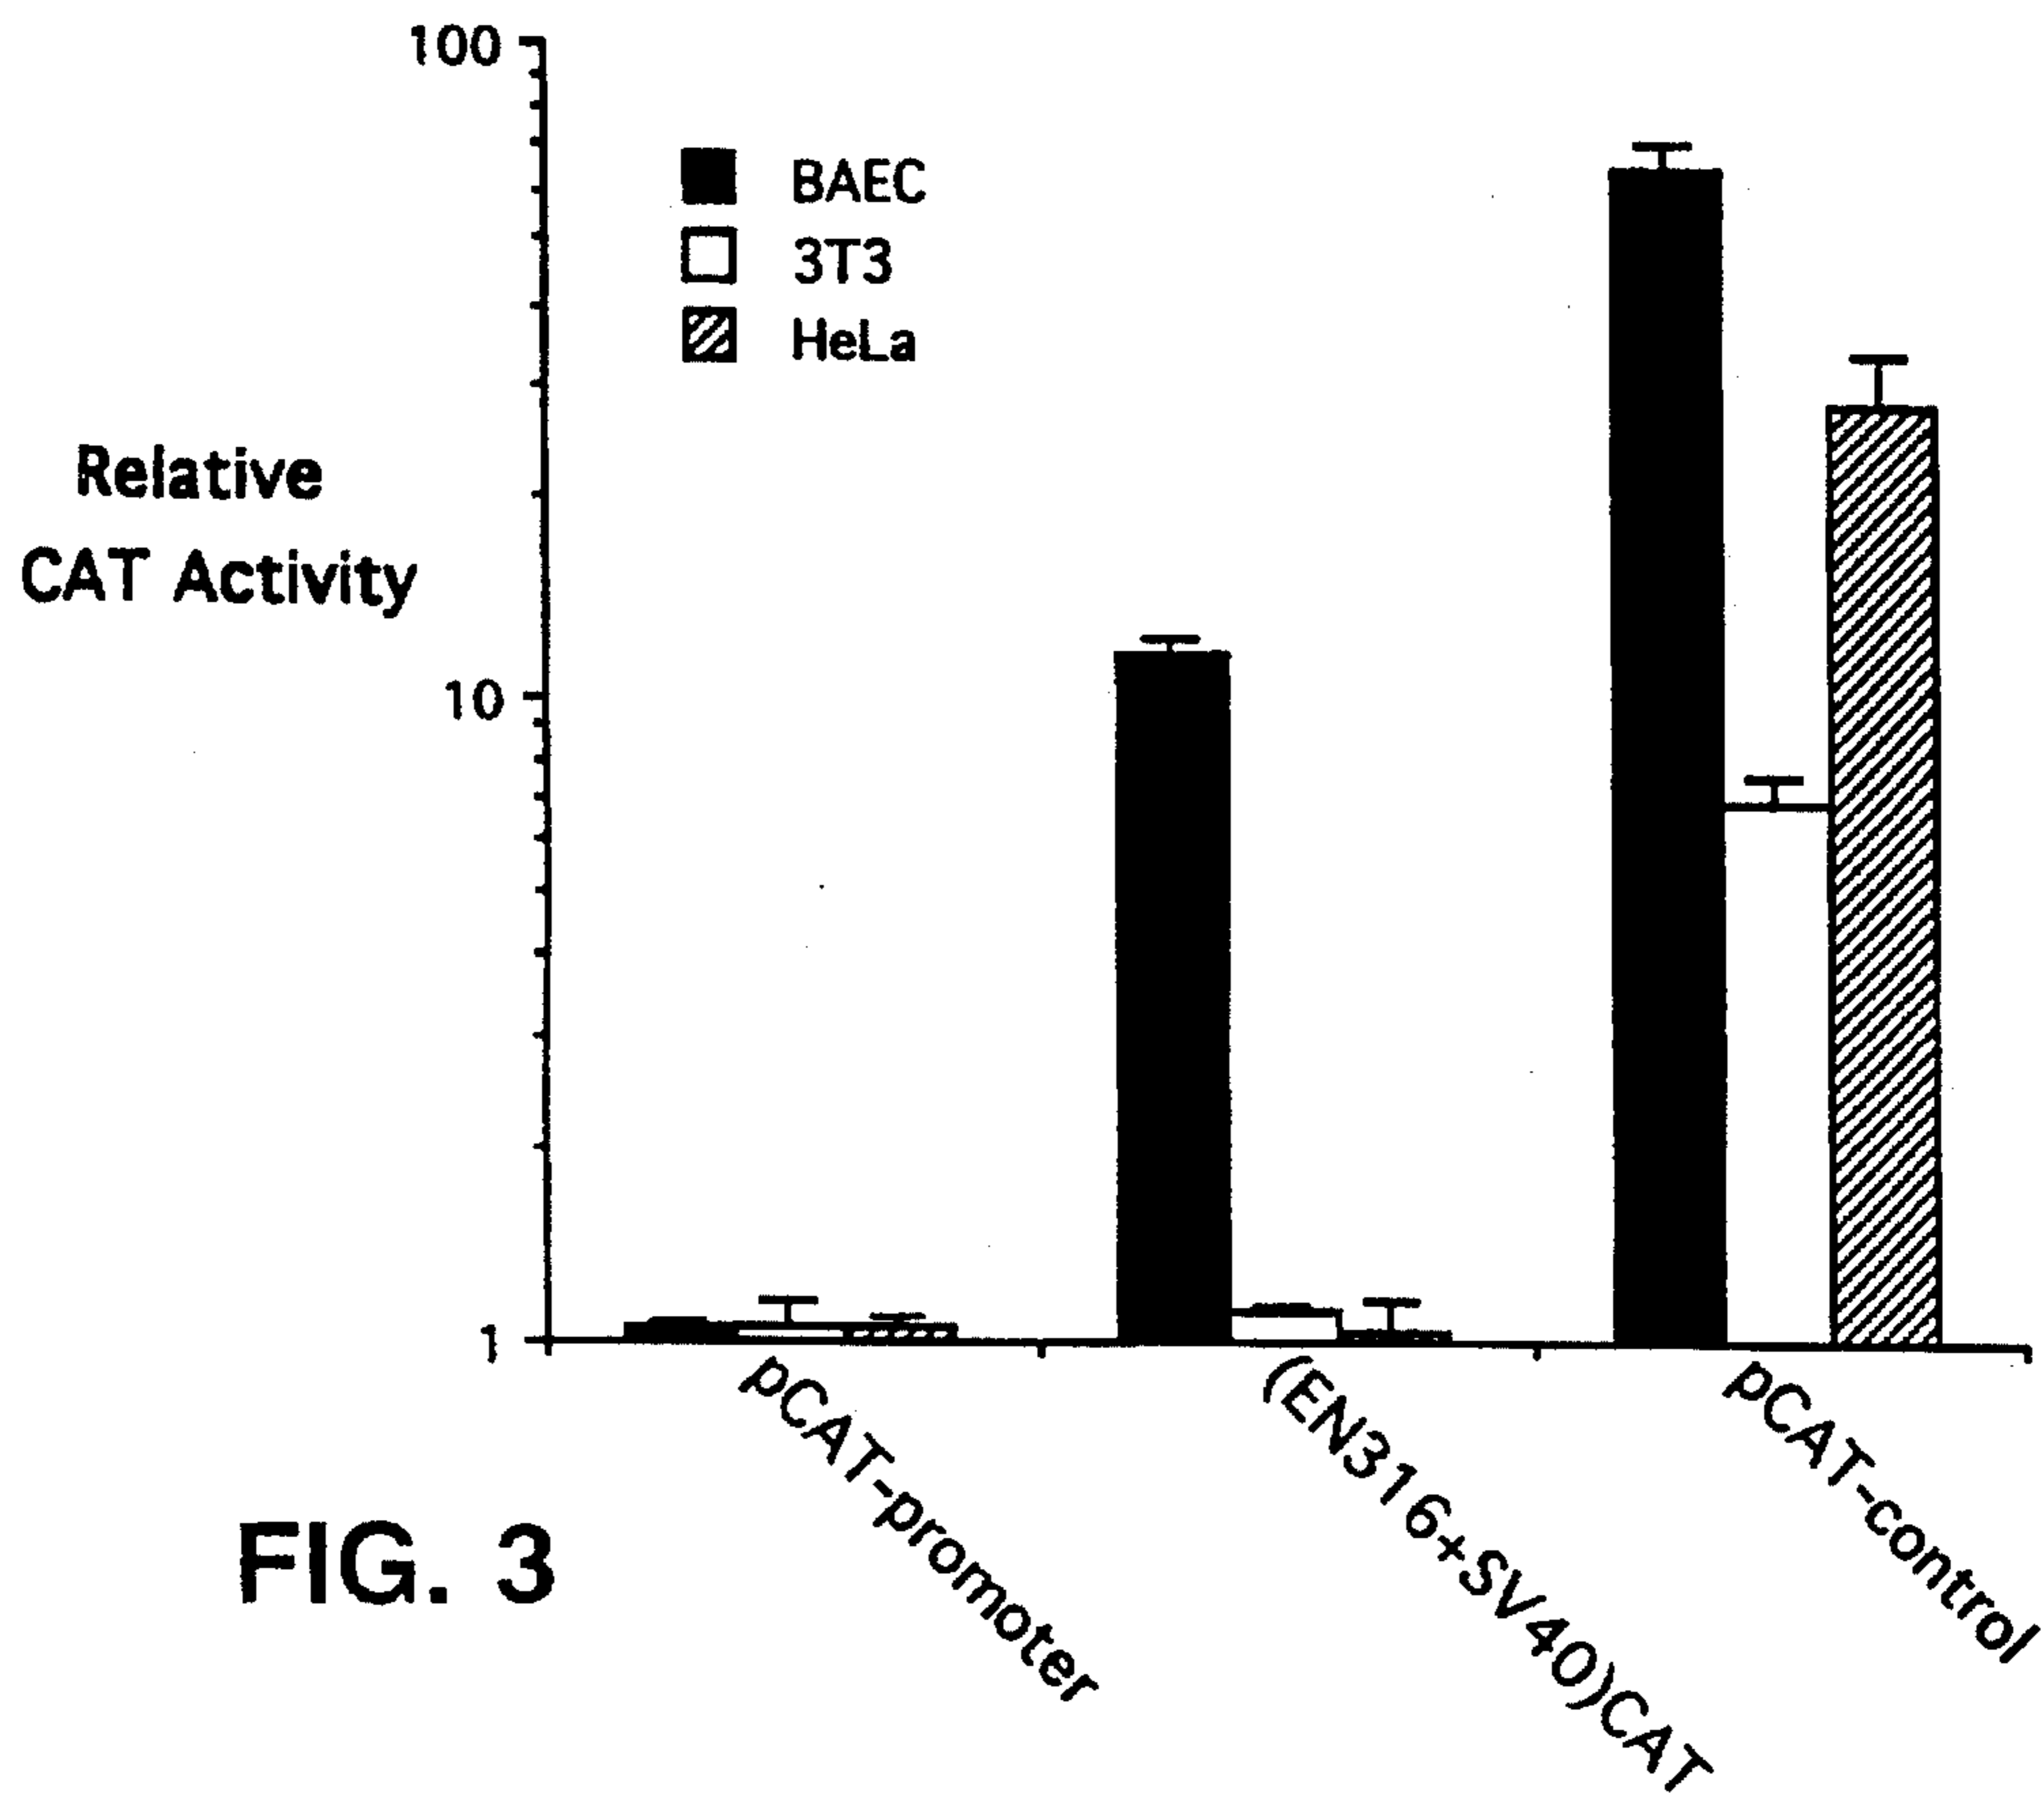 100
BAEC
3T3
HeLa
Relative
CAT Activity
10
1
pCAT-promoter
(EN316+SV40)CAT
pCAT-control
FIG. 3